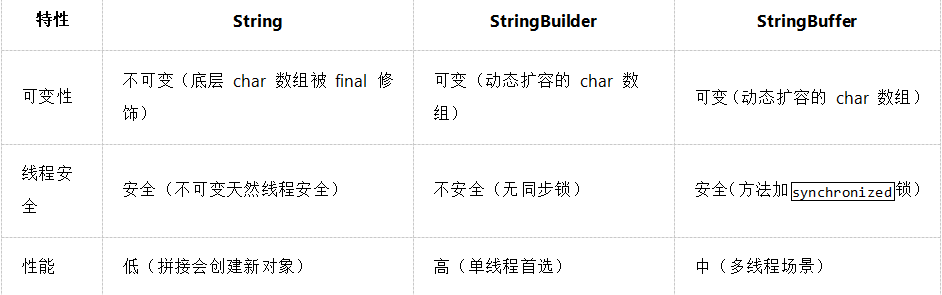 特性 String StringBuilder StringBuffer
可变性 不可变（底层 char 数组被 final 修饰） 可变（动态扩容的 char 数组） 可变（动态扩容的 char 数组）
线程安全 安全（不可变天然线程安全） 不安全（无同步锁） 安全（方法加synchronized锁）
性能 低（拼接会创建新对象） 高（单线程首选） 中（多线程场景）